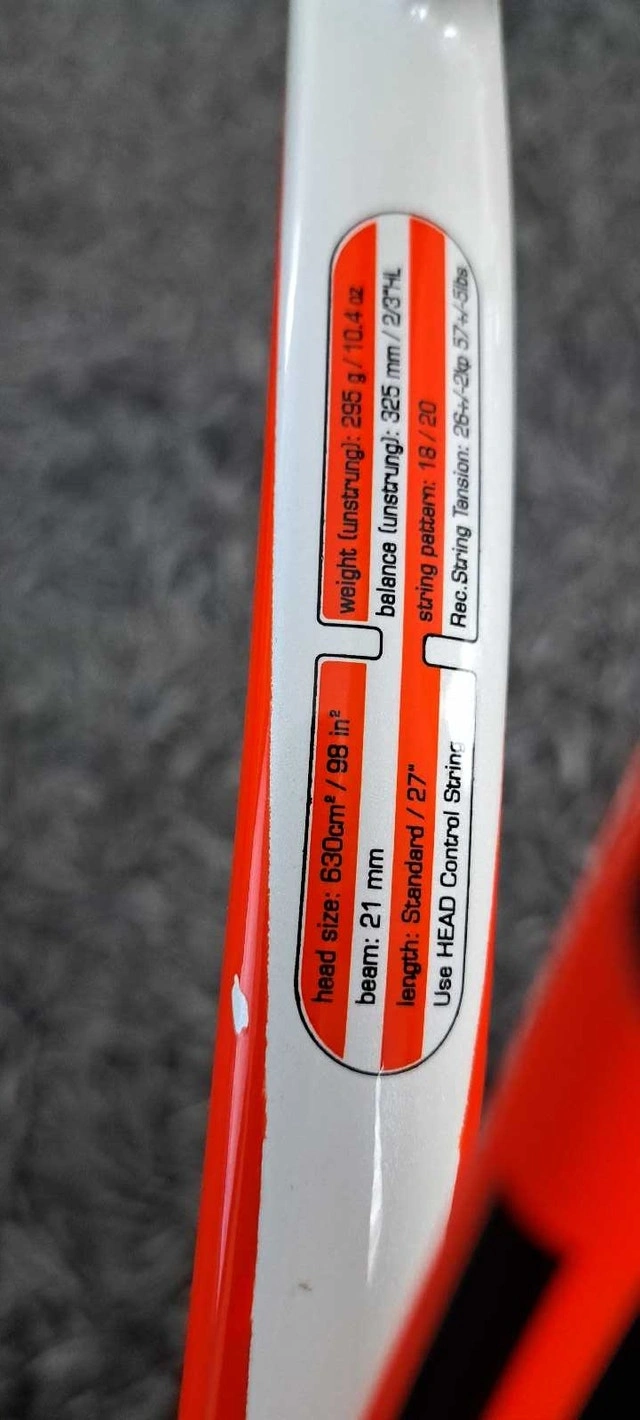 head size: 630cm² / 98 in²
beam: 21 mm
length: Standard / 27"
Use HEAD Control String
weight (unstrung): 295 g / 10.4 oz
balance (unstrung): 325 mm / 2/3"HL
string pattern: 18 / 20
Rec.String Tension: 26+/-2kp 57+/-5lbs